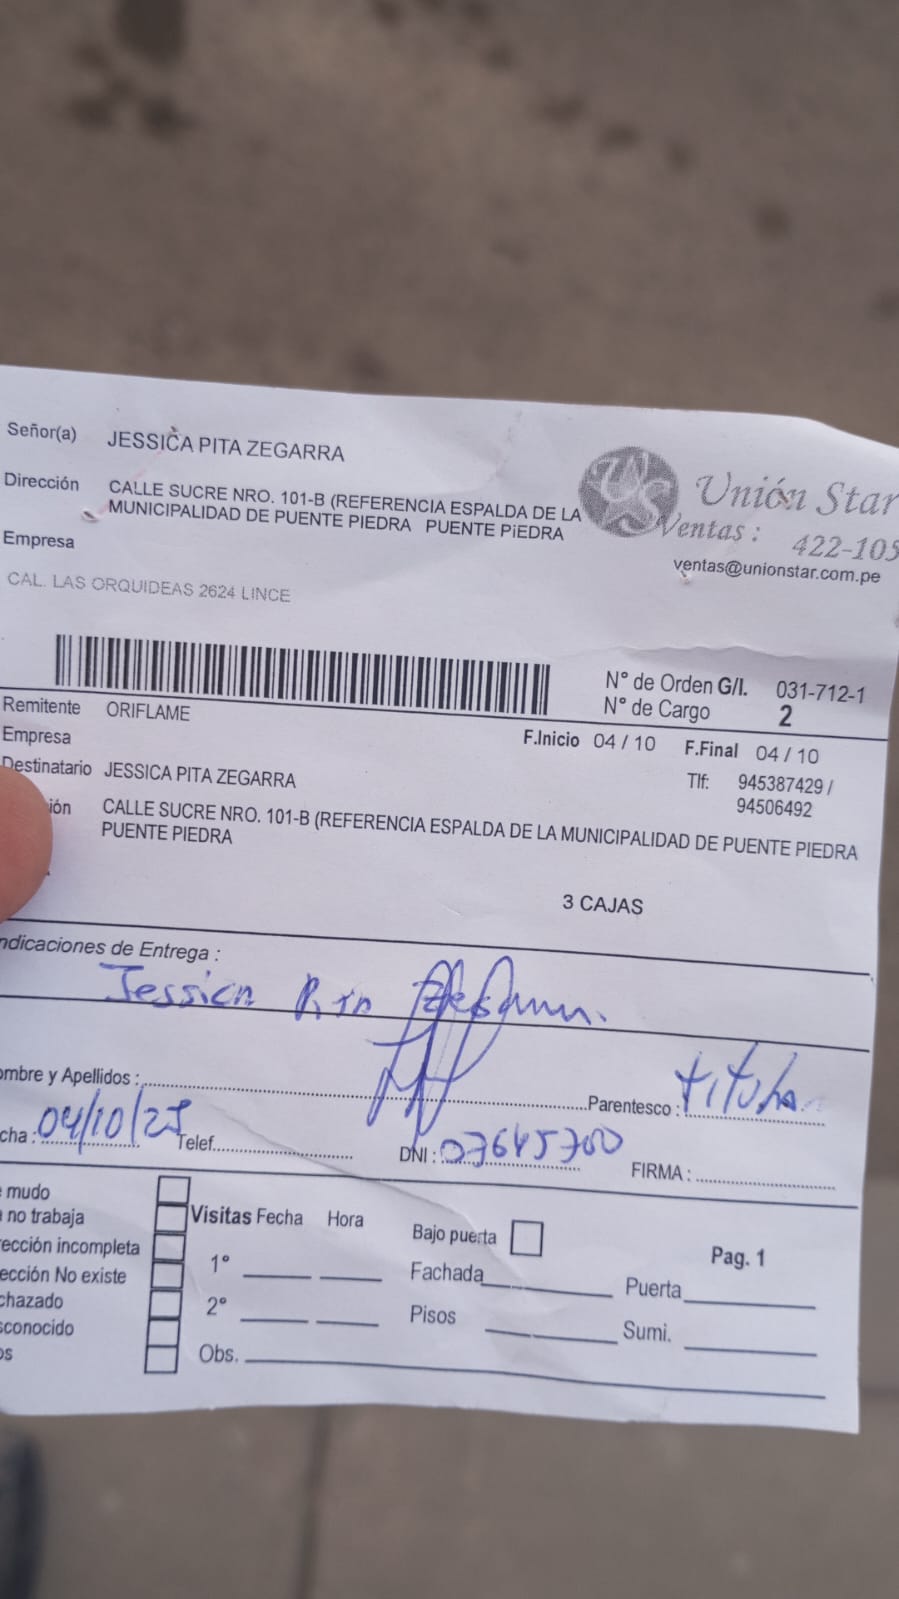 Señor(a) JESSICA PITA ZEGARRA
Dirección CALLE SUCRE NRO. 101-B (REFERENCIA ESPALDA DE LA
MUNICIPALIDAD DE PUENTE PIEDRA PUENTE PiEDRA
Empresa
CAL. LAS ORQUIDEAS 2624 LINCE
Unión Star
Ventas : 422-105
ventas@unionstar.com.pe
N° de Orden G/I. 031-712-1
N° de Cargo 2
Remitente ORIFLAME
Empresa
F.Inicio 04 / 10 F.Final 04 / 10
Destinatario JESSICA PITA ZEGARRA
Tlf: 945387429 /
94506492
ión CALLE SUCRE NRO. 101-B (REFERENCIA ESPALDA DE LA MUNICIPALIDAD DE PUENTE PIEDRA
PUENTE PIEDRA
3 CAJAS
ndicaciones de Entrega :
Jessica Pita
ombre y Apellidos : Parentesco : titular
cha : 04/10/25 Telef. DNI : 07645700 FIRMA :
e mudo
no trabaja
ección incompleta
ección No existe
chazado
sconocido
os
Visitas Fecha Hora
1°
2°
Obs.
Bajo puerta
Fachada
Pisos
Pag. 1
Puerta
Sumi.